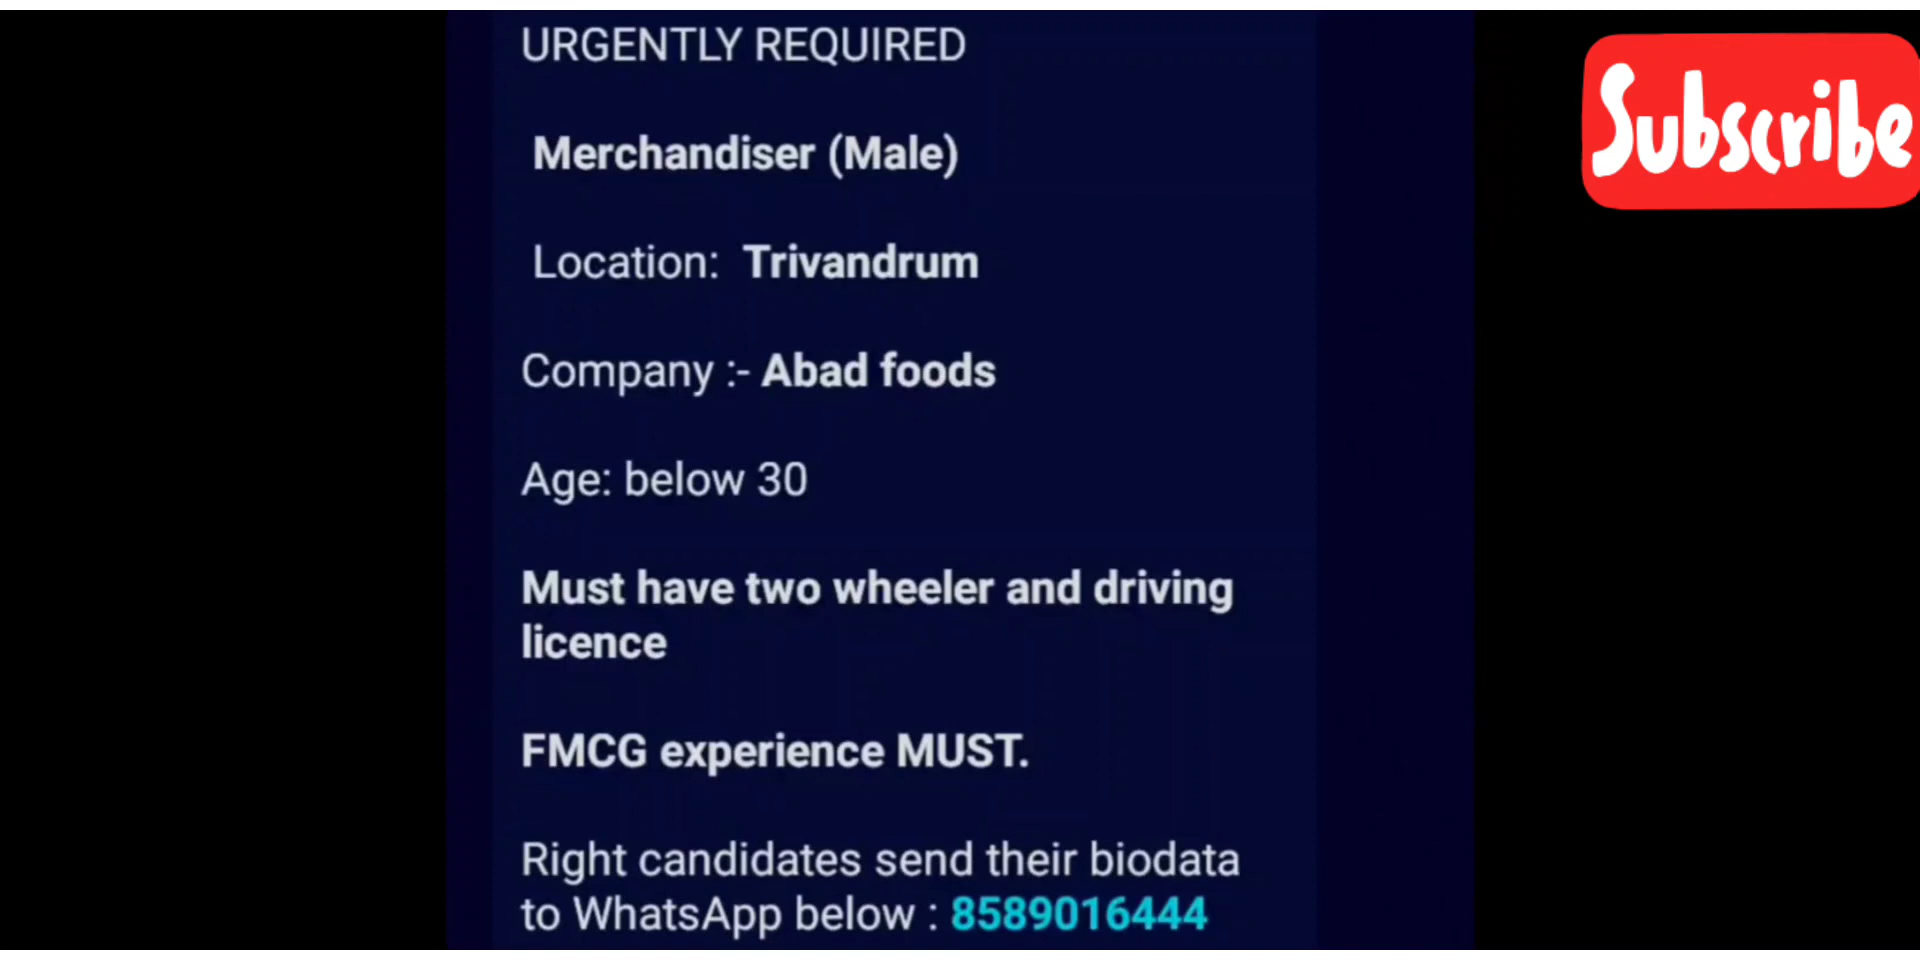 URGENTLY REQUIRED
Merchandiser (Male)
Location: Trivandrum
Company :- Abad foods
Age: below 30
Must have two wheeler and driving
licence
FMCG experience MUST.
Right candidates send their biodata
to WhatsApp below : 8589016444
Subscribe